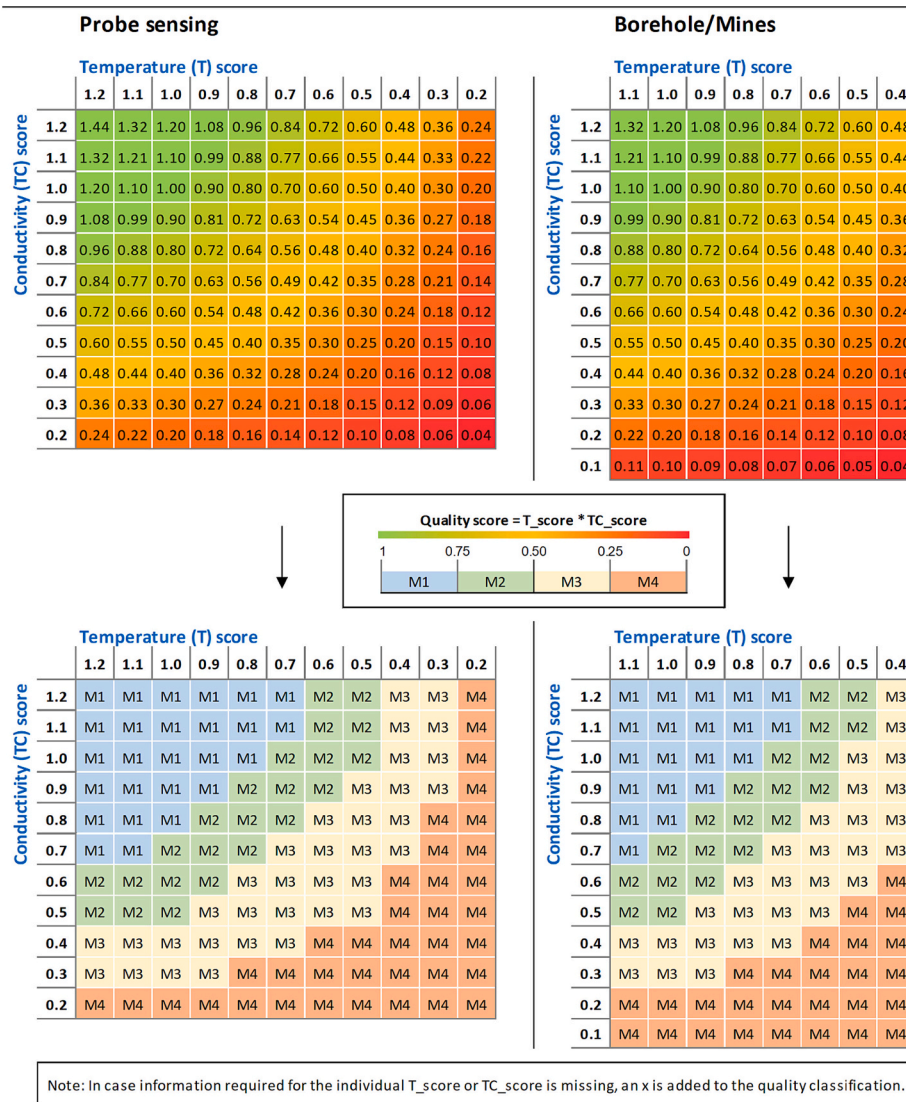 Probe sensing
Temperature (T) score
Conductivity (TC) score
1.2 1.1 1.0 0.9 0.8 0.7 0.6 0.5 0.4 0.3 0.2
1.2 1.44 1.32 1.20 1.08 0.96 0.84 0.72 0.60 0.48 0.36 0.24
1.1 1.32 1.21 1.10 0.99 0.88 0.77 0.66 0.55 0.44 0.33 0.22
1.0 1.20 1.10 1.00 0.90 0.80 0.70 0.60 0.50 0.40 0.30 0.20
0.9 1.08 0.99 0.90 0.81 0.72 0.63 0.54 0.45 0.36 0.27 0.18
0.8 0.96 0.88 0.80 0.72 0.64 0.56 0.48 0.40 0.32 0.24 0.16
0.7 0.84 0.77 0.70 0.63 0.56 0.49 0.42 0.35 0.28 0.21 0.14
0.6 0.72 0.66 0.60 0.54 0.48 0.42 0.36 0.30 0.24 0.18 0.12
0.5 0.60 0.55 0.50 0.45 0.40 0.35 0.30 0.25 0.20 0.15 0.10
0.4 0.48 0.44 0.40 0.36 0.32 0.28 0.24 0.20 0.16 0.12 0.08
0.3 0.36 0.33 0.30 0.27 0.24 0.21 0.18 0.15 0.12 0.09 0.06
0.2 0.24 0.22 0.20 0.18 0.16 0.14 0.12 0.10 0.08 0.06 0.04
Borehole/Mines
Temperature (T) score
Conductivity (TC) score
1.1 1.0 0.9 0.8 0.7 0.6 0.5 0.4
1.2 1.32 1.20 1.08 0.96 0.84 0.72 0.60 0.48
1.1 1.21 1.10 0.99 0.88 0.77 0.66 0.55 0.44
1.0 1.10 1.00 0.90 0.80 0.70 0.60 0.50 0.40
0.9 0.99 0.90 0.81 0.72 0.63 0.54 0.45 0.36
0.8 0.88 0.80 0.72 0.64 0.56 0.48 0.40 0.32
0.7 0.77 0.70 0.63 0.56 0.49 0.42 0.35 0.28
0.6 0.66 0.60 0.54 0.48 0.42 0.36 0.30 0.24
0.5 0.55 0.50 0.45 0.40 0.35 0.30 0.25 0.20
0.4 0.44 0.40 0.36 0.32 0.28 0.24 0.20 0.16
0.3 0.33 0.30 0.27 0.24 0.21 0.18 0.15 0.12
0.2 0.22 0.20 0.18 0.16 0.14 0.12 0.10 0.08
0.1 0.11 0.10 0.09 0.08 0.07 0.06 0.05 0.04
Quality score = T_score * TC_score
1 0.75 0.50 0.25 0
M1 M2 M3 M4
Temperature (T) score
Conductivity (TC) score
1.2 1.1 1.0 0.9 0.8 0.7 0.6 0.5 0.4 0.3 0.2
1.2 M1 M1 M1 M1 M1 M1 M2 M2 M3 M3 M4
1.1 M1 M1 M1 M1 M1 M1 M2 M2 M3 M3 M4
1.0 M1 M1 M1 M1 M1 M2 M2 M2 M3 M3 M4
0.9 M1 M1 M1 M1 M2 M2 M2 M3 M3 M3 M4
0.8 M1 M1 M1 M2 M2 M2 M3 M3 M3 M4 M4
0.7 M1 M1 M2 M2 M2 M3 M3 M3 M3 M4 M4
0.6 M2 M2 M2 M2 M3 M3 M3 M3 M4 M4 M4
0.5 M2 M2 M2 M3 M3 M3 M3 M3 M4 M4 M4
0.4 M3 M3 M3 M3 M3 M3 M4 M4 M4 M4 M4
0.3 M3 M3 M3 M3 M4 M4 M4 M4 M4 M4 M4
0.2 M4 M4 M4 M4 M4 M4 M4 M4 M4 M4 M4
Temperature (T) score
Conductivity (TC) score
1.1 1.0 0.9 0.8 0.7 0.6 0.5 0.4
1.2 M1 M1 M1 M1 M1 M2 M2 M3
1.1 M1 M1 M1 M1 M1 M2 M2 M3
1.0 M1 M1 M1 M1 M2 M2 M3 M3
0.9 M1 M1 M1 M2 M2 M2 M3 M3
0.8 M1 M1 M2 M2 M2 M3 M3 M3
0.7 M1 M2 M2 M2 M3 M3 M3 M3
0.6 M2 M2 M2 M3 M3 M3 M3 M4
0.5 M2 M2 M3 M3 M3 M3 M4 M4
0.4 M3 M3 M3 M3 M3 M4 M4 M4
0.3 M3 M3 M3 M4 M4 M4 M4 M4
0.2 M4 M4 M4 M4 M4 M4 M4 M4
0.1 M4 M4 M4 M4 M4 M4 M4 M4
Note: In case information required for the individual T_score or TC_score is missing, an x is added to the quality classification.